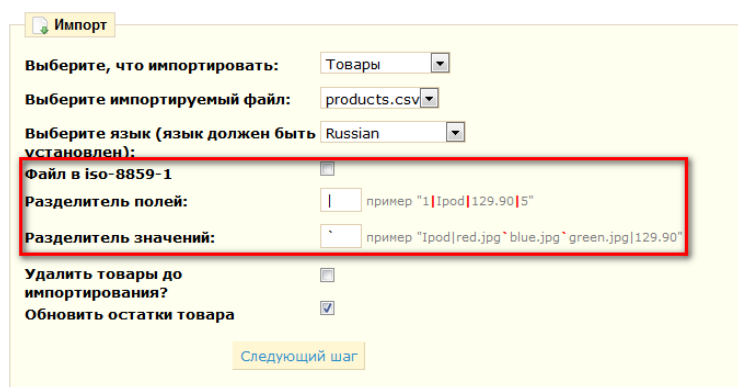 Импорт
Выберите, что импортировать: Товары
Выберите импортируемый файл: products.csv
Выберите язык (язык должен быть Russian
установлен):
Файл в iso-8859-1
Разделитель полей: | пример "1|Ipod|129.90|5"
Разделитель значений: ` пример "Ipod|red.jpg`blue.jpg`green.jpg|129.90"
Удалить товары до
импортирования?
Обновить остатки товара
Следующий шаг